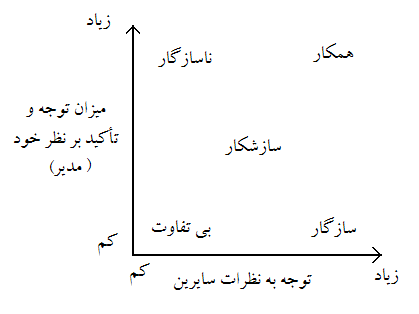 زیاد
همکار
ناسازگار
میزان توجه و
تأکید بر نظر خود
( مدیر)
سازشکار
سازگار
بی تفاوت
کم
زیاد
توجه به نظرات سایرین
کم